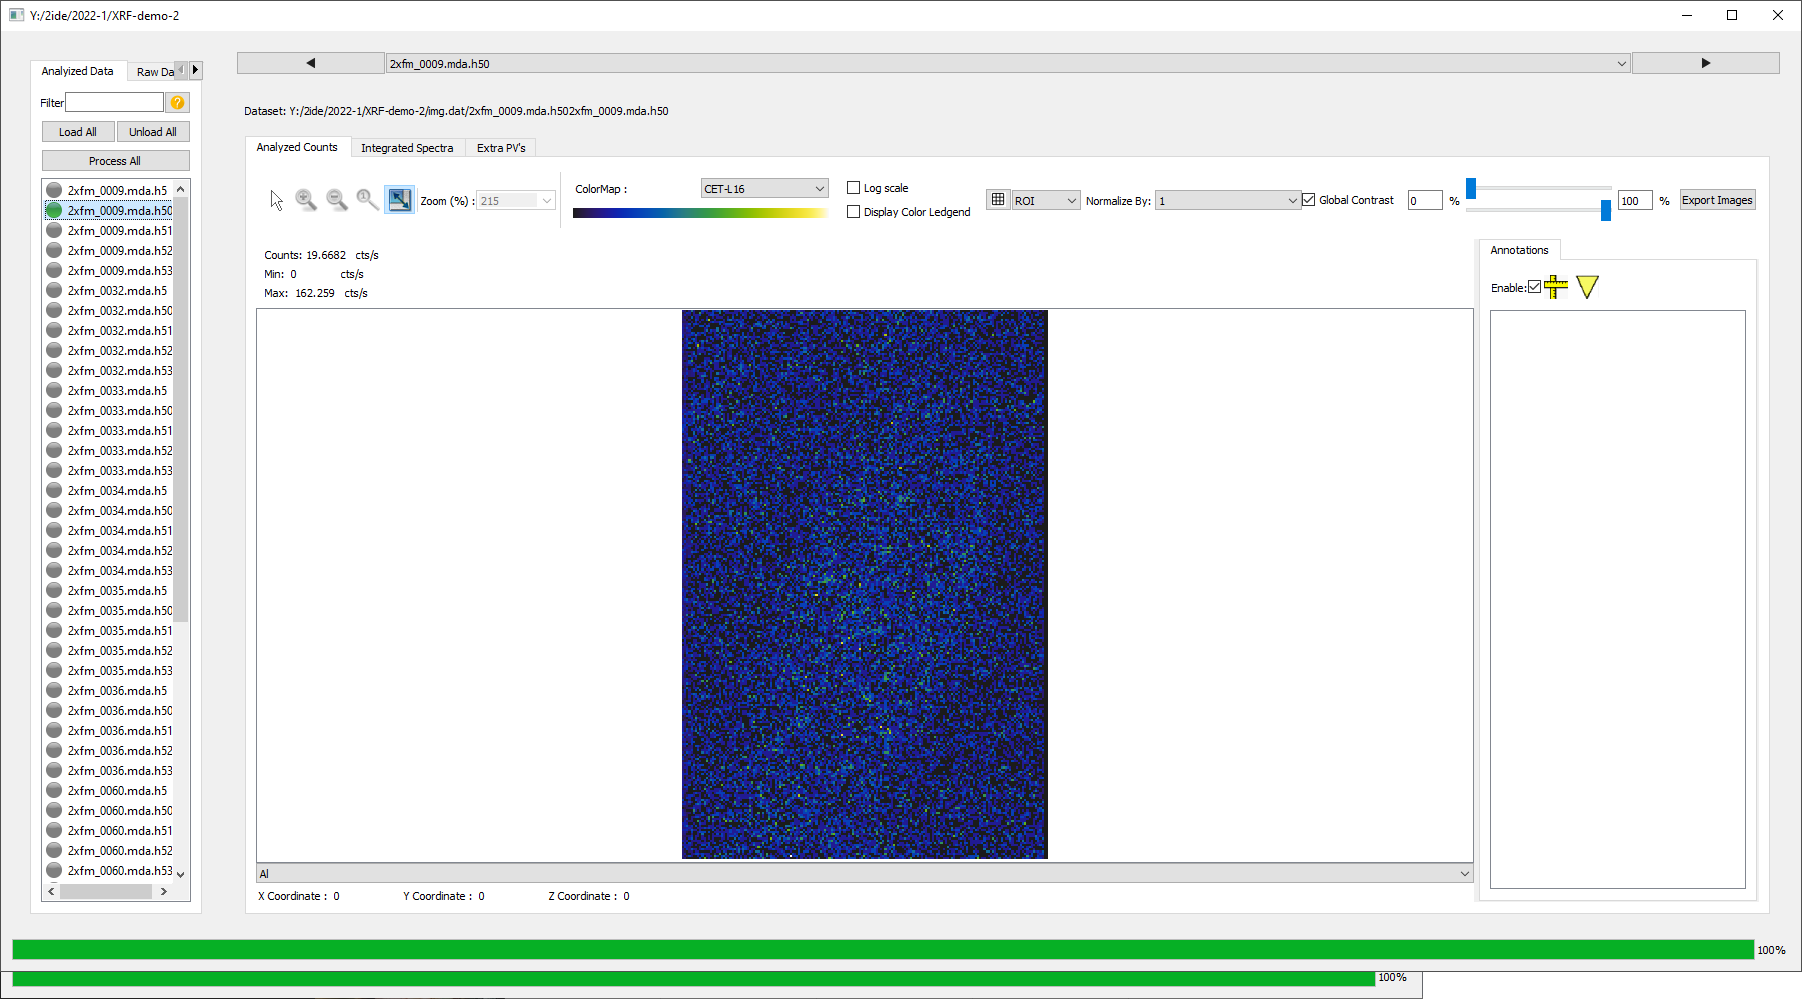 Y:/2ide/2022-1/XRF-demo-2
Analyized Data
Raw Da
Filter
Load All
Unload All
Process All
2xfm_0009.mda.h5
2xfm_0009.mda.h50
2xfm_0009.mda.h51
2xfm_0009.mda.h52
2xfm_0009.mda.h53
2xfm_0032.mda.h5
2xfm_0032.mda.h50
2xfm_0032.mda.h51
2xfm_0032.mda.h52
2xfm_0032.mda.h53
2xfm_0033.mda.h5
2xfm_0033.mda.h50
2xfm_0033.mda.h51
2xfm_0033.mda.h52
2xfm_0033.mda.h53
2xfm_0034.mda.h5
2xfm_0034.mda.h50
2xfm_0034.mda.h51
2xfm_0034.mda.h52
2xfm_0034.mda.h53
2xfm_0035.mda.h5
2xfm_0035.mda.h50
2xfm_0035.mda.h51
2xfm_0035.mda.h52
2xfm_0035.mda.h53
2xfm_0036.mda.h5
2xfm_0036.mda.h50
2xfm_0036.mda.h51
2xfm_0036.mda.h52
2xfm_0036.mda.h53
2xfm_0060.mda.h5
2xfm_0060.mda.h50
2xfm_0060.mda.h51
2xfm_0060.mda.h52
2xfm_0060.mda.h53
2xfm_0009.mda.h50
Dataset: Y:/2ide/2022-1/XRF-demo-2/img.dat/2xfm_0009.mda.h502xfm_0009.mda.h50
Analyzed Counts
Integrated Spectra
Extra PV's
Zoom (%) : 215
ColorMap : CET-L16
Log scale
Display Color Ledgend
ROI
Normalize By: 1
Global Contrast
0 %
100 %
Export Images
Counts: 19.6682 cts/s
Min: 0 cts/s
Max: 162.259 cts/s
Al
X Coordinate : 0
Y Coordinate : 0
Z Coordinate : 0
Annotations
Enable:
100%
100%